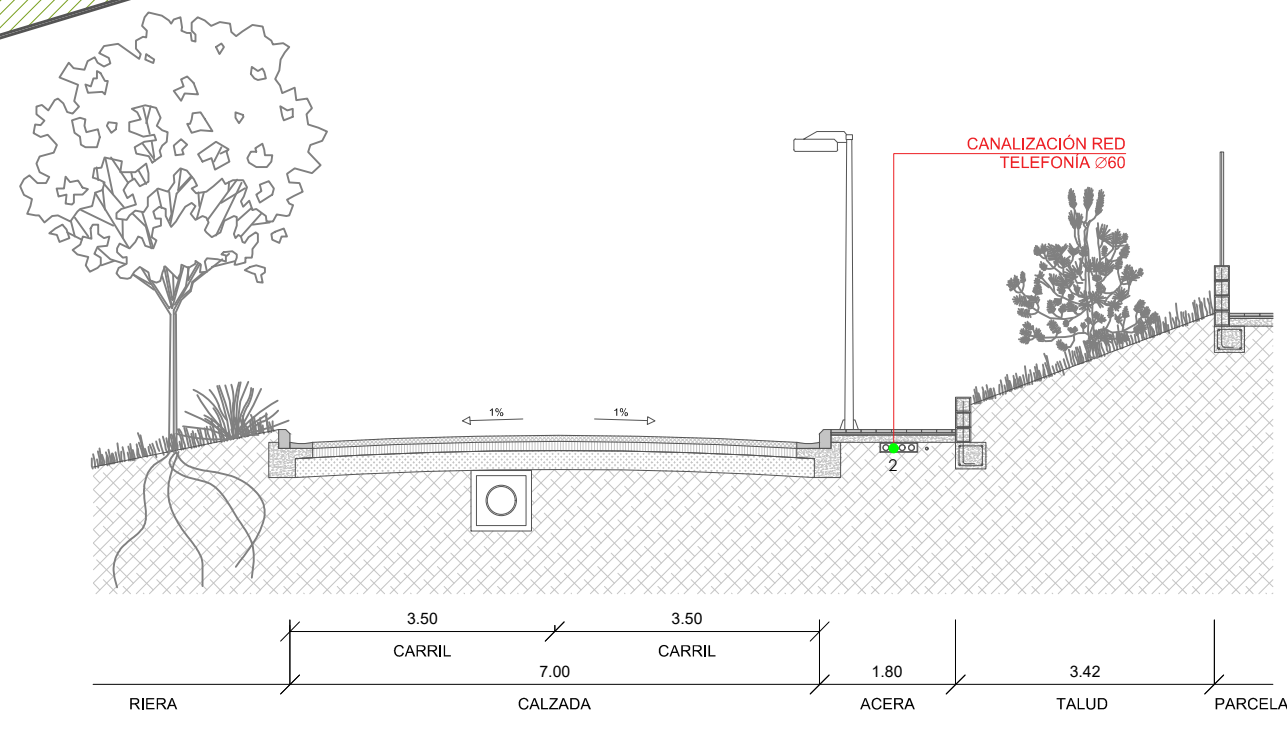 CANALIZACIÓN RED
TELEFONÍA Ø60
1%
1%
2
3.50
3.50
CARRIL
CARRIL
7.00
1.80
3.42
RIERA
CALZADA
ACERA
TALUD
PARCELA